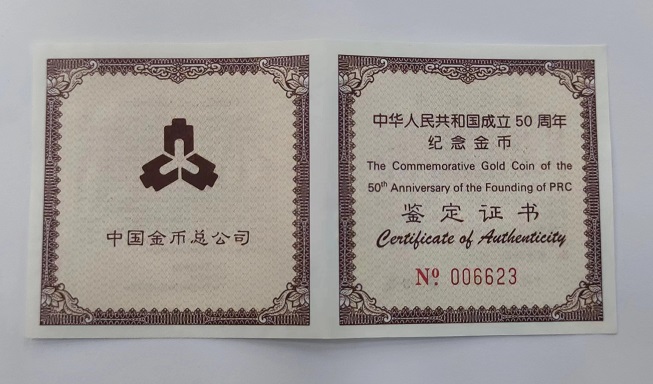 中国金币总公司
中华人民共和国成立50周年
纪念金币
The Commemorative Gold Coin of the
50th Anniversary of the Founding of PRC
鉴定证书
Certificate of Authenticity
Nº 006623